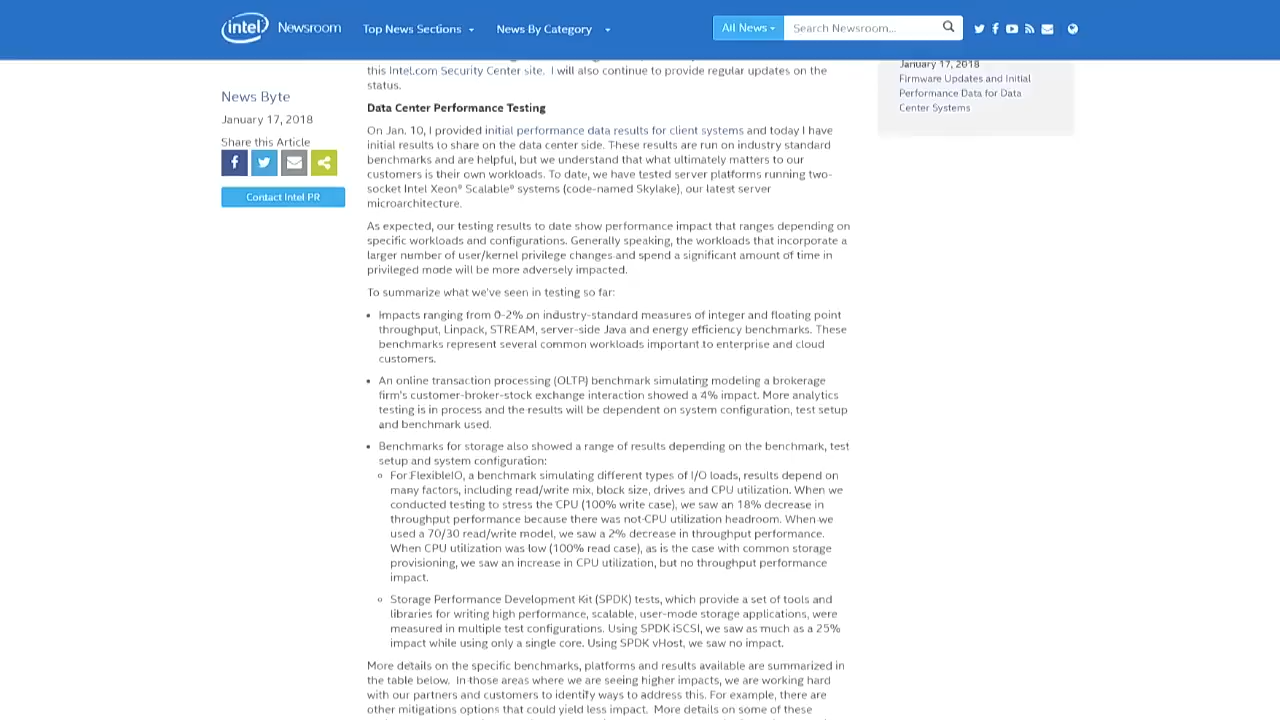 intel Newsroom Top News Sections News By Category All News Search Newsroom...
this Intel.com Security Center site. I will also continue to provide regular updates on the
status.
January 17, 2018
Firmware Updates and Initial
Performance Data for Data
Center Systems
News Byte
January 17, 2018
Share this Article
Contact Intel PR
Data Center Performance Testing
On Jan. 10, I provided initial performance data results for client systems and today I have
initial results to share on the data center side. These results are run on industry standard
benchmarks and are helpful, but we understand that what ultimately matters to our
customers is their own workloads. To date, we have tested server platforms running two-
socket Intel Xeon® Scalable® systems (code-named Skylake), our latest server
microarchitecture.
As expected, our testing results to date show performance impact that ranges depending on
specific workloads and configurations. Generally speaking, the workloads that incorporate a
larger number of user/kernel privilege changes and spend a significant amount of time in
privileged mode will be more adversely impacted.
To summarize what we've seen in testing so far:
• Impacts ranging from 0-2% on industry-standard measures of integer and floating point
throughput, Linpack, STREAM, server-side Java and energy efficiency benchmarks. These
benchmarks represent several common workloads important to enterprise and cloud
customers.
• An online transaction processing (OLTP) benchmark simulating modeling a brokerage
firm's customer-broker-stock exchange interaction showed a 4% impact. More analytics
testing is in process and the results will be dependent on system configuration, test setup
and benchmark used.
• Benchmarks for storage also showed a range of results depending on the benchmark, test
setup and system configuration:
◦ For FlexibleIO, a benchmark simulating different types of I/O loads, results depend on
many factors, including read/write mix, block size, drives and CPU utilization. When we
conducted testing to stress the CPU (100% write case), we saw an 18% decrease in
throughput performance because there was not CPU utilization headroom. When we
used a 70/30 read/write model, we saw a 2% decrease in throughput performance.
When CPU utilization was low (100% read case), as is the case with common storage
provisioning, we saw an increase in CPU utilization, but no throughput performance
impact.
◦ Storage Performance Development Kit (SPDK) tests, which provide a set of tools and
libraries for writing high performance, scalable, user-mode storage applications, were
measured in multiple test configurations. Using SPDK iSCSI, we saw as much as a 25%
impact while using only a single core. Using SPDK vHost, we saw no impact.
More details on the specific benchmarks, platforms and results available are summarized in
the table below. In those areas where we are seeing higher impacts, we are working hard
with our partners and customers to identify ways to address this. For example, there are
other mitigations options that could yield less impact. More details on some of these